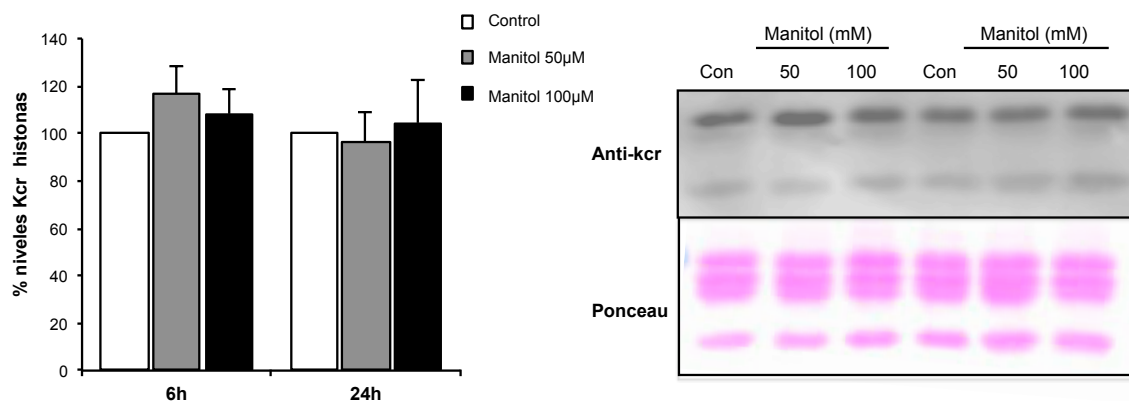 % niveles Kcr histonas
140
120
100
80
60
40
20
0
6h
24h
Control
Manitol 50µM
Manitol 100µM
Manitol (mM)
Manitol (mM)
Con
50
100
Con
50
100
Anti-kcr
Ponceau